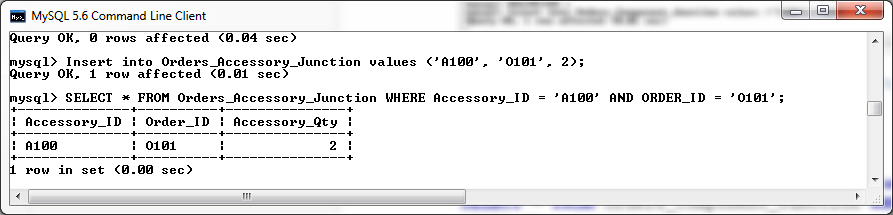 MySQL 5.6 Command Line Client
Query OK, 0 rows affected (0.04 sec)
mysql> Insert into Orders_Accessory_Junction values ('A100', 'O101', 2);
Query OK, 1 row affected (0.01 sec)
mysql> SELECT * FROM Orders_Accessory_Junction WHERE Accessory_ID = 'A100' AND ORDER_ID = 'O101';
+--------------+----------+---------------+
| Accessory_ID | Order_ID | Accessory_Qty |
+--------------+----------+---------------+
| A100         | O101     |             2 |
+--------------+----------+---------------+
1 row in set (0.00 sec)